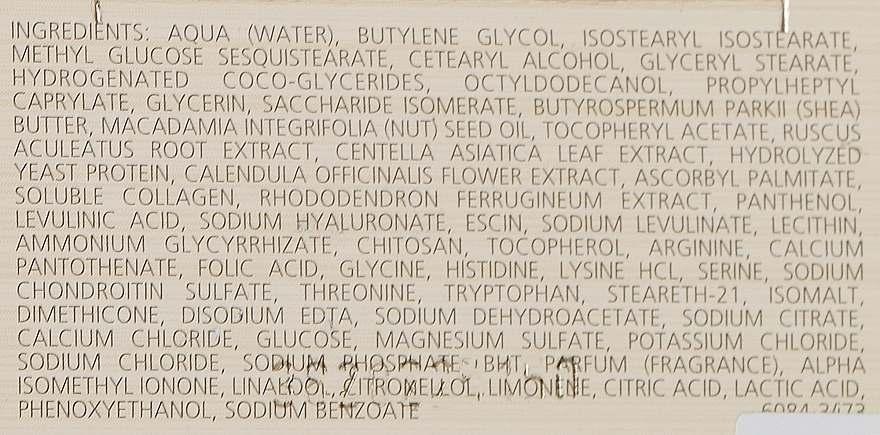 INGREDIENTS: AQUA (WATER), BUTYLENE GLYCOL, ISOSTEARYL ISOSTEARATE,
METHYL GLUCOSE SESQUISTEARATE, CETEARYL ALCOHOL, GLYCERYL STEARATE,
HYDROGENATED COCO-GLYCERIDES, OCTYLDODECANOL, PROPYLHEPTYL
CAPRYLATE, GLYCERIN, SACCHARIDE ISOMERATE, BUTYROSPERMUM PARKII (SHEA)
BUTTER, MACADAMIA INTEGRIFOLIA (NUT) SEED OIL, TOCOPHERYL ACETATE, RUSCUS
ACULEATUS ROOT EXTRACT, CENTELLA ASIATICA LEAF EXTRACT, HYDROLYZED
YEAST PROTEIN, CALENDULA OFFICINALIS FLOWER EXTRACT, ASCORBYL PALMITATE,
SOLUBLE COLLAGEN, RHODODENDRON FERRUGINEUM EXTRACT, PANTHENOL,
LEVULINIC ACID, SODIUM HYALURONATE, ESCIN, SODIUM LEVULINATE, LECITHIN,
AMMONIUM GLYCYRRHIZATE, CHITOSAN, TOCOPHEROL, ARGININE, CALCIUM
PANTOTHENATE, FOLIC ACID, GLYCINE, HISTIDINE, LYSINE HCL, SERINE, SODIUM
CHONDROITIN SULFATE, THREONINE, TRYPTOPHAN, STEARETH-21, ISOMALT,
DIMETHICONE, DISODIUM EDTA, SODIUM DEHYDROACETATE, SODIUM CITRATE,
CALCIUM CHLORIDE, GLUCOSE, MAGNESIUM SULFATE, POTASSIUM CHLORIDE,
SODIUM CHLORIDE, SODIUM PHOSPHATE, BHT, PARFUM (FRAGRANCE), ALPHA
ISOMETHYL IONONE, LINALOOL, CITRONELLOL, LIMONENE, CITRIC ACID, LACTIC ACID,
PHENOXYETHANOL, SODIUM BENZOATE 6084-3473